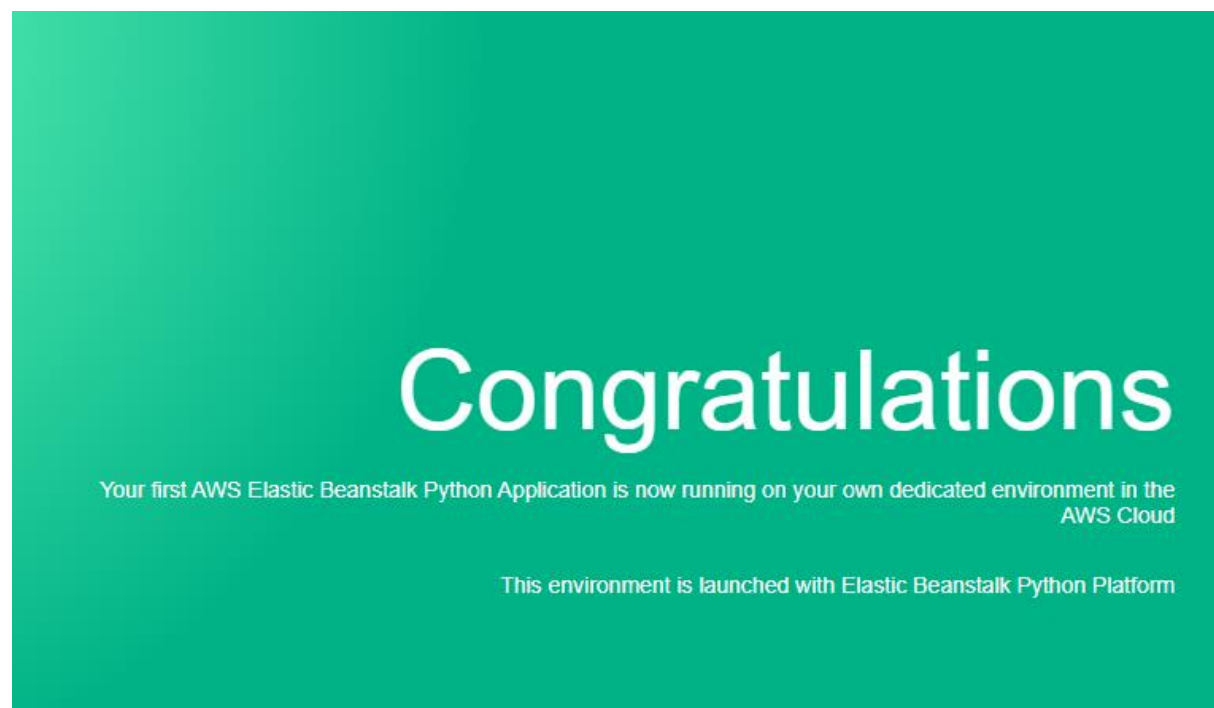 Congratulations
Your first AWS Elastic Beanstalk Python Application is now running on your own dedicated environment in the
AWS Cloud
This environment is launched with Elastic Beanstalk Python Platform